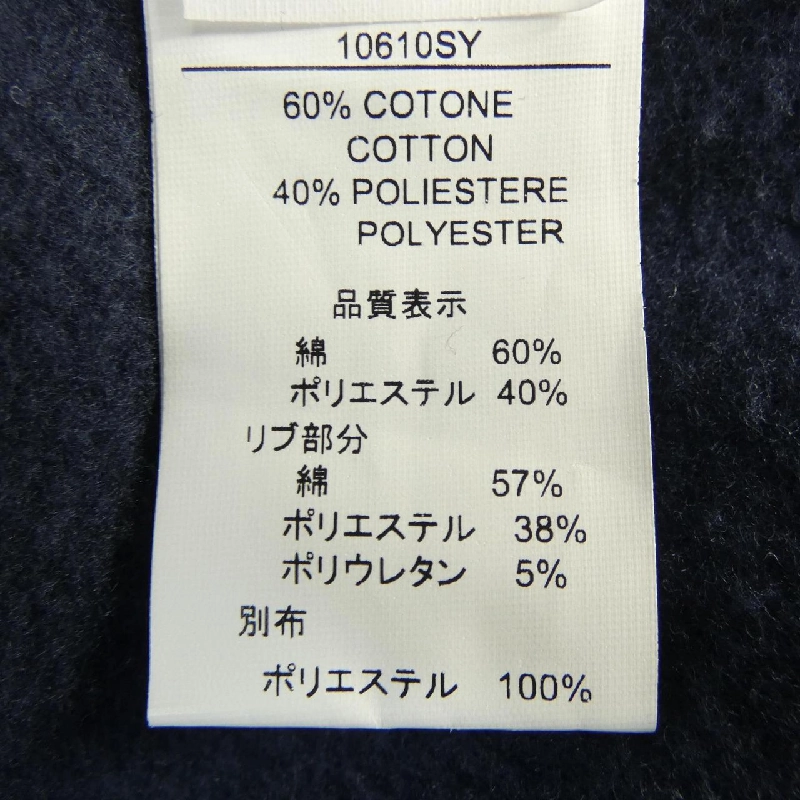 10610SY
60% COTONE
COTTON
40% POLIESTERE
POLYESTER
品質表示
綿 60%
ポリエステル 40%
リブ部分
綿 57%
ポリエステル 38%
ポリウレタン 5%
別布
ポリエステル 100%